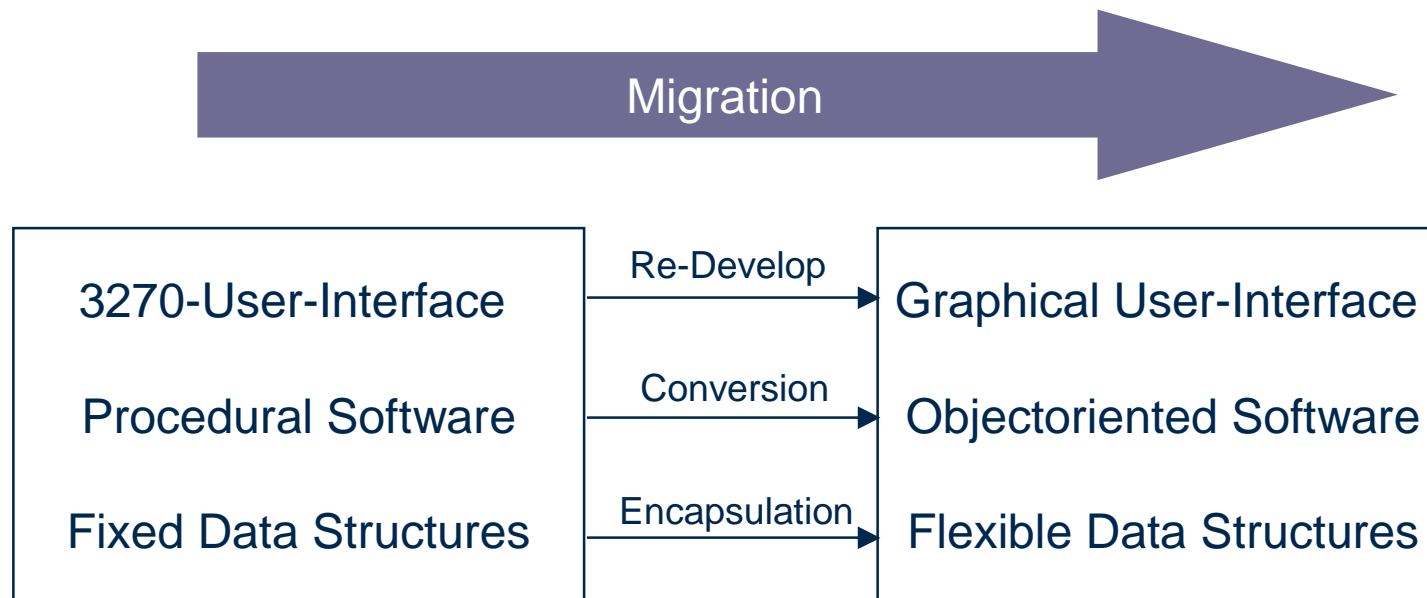 Migration
3270-User-Interface
Re-Develop
Graphical User-Interface
Procedural Software
Conversion
Objectoriented Software
Fixed Data Structures
Encapsulation
Flexible Data Structures